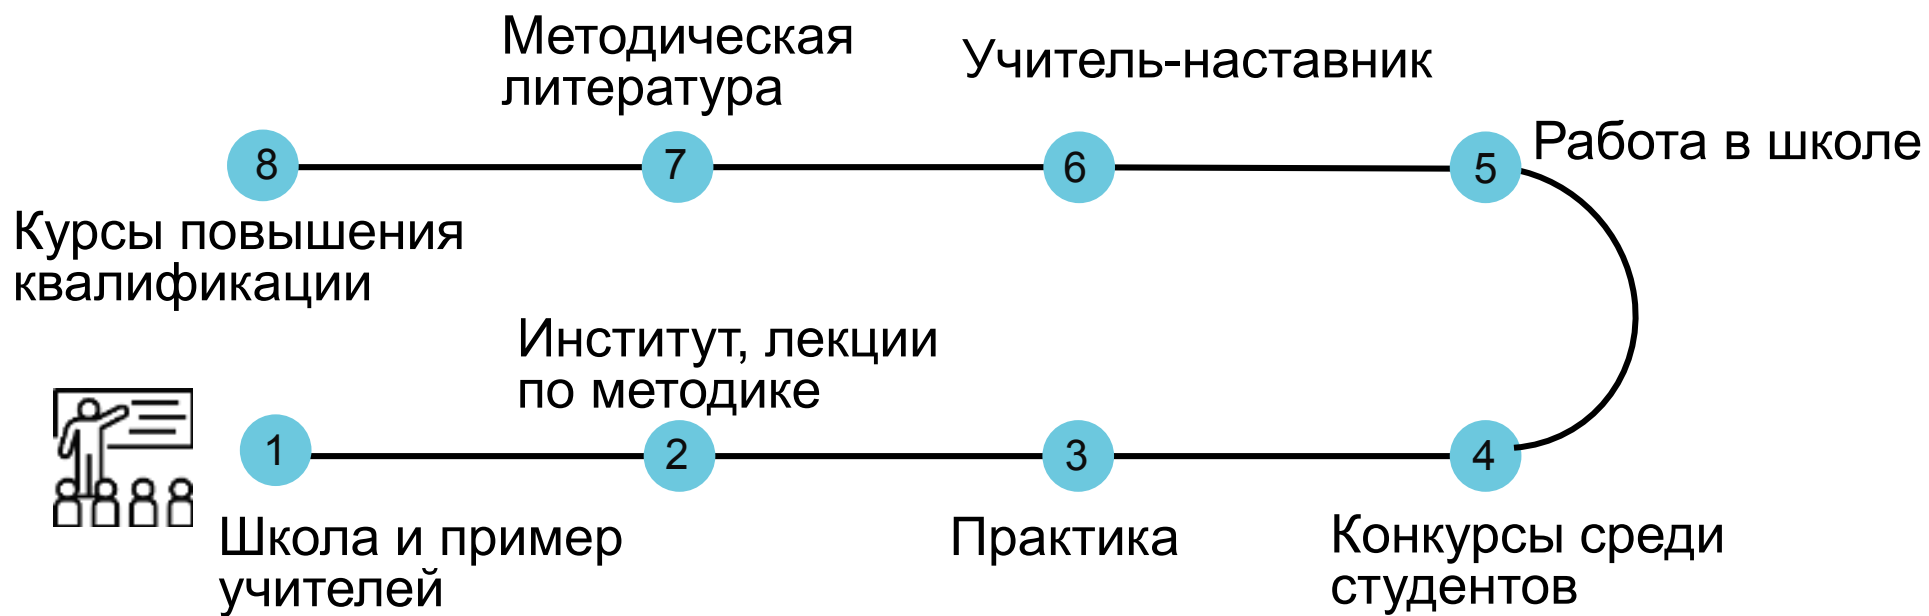 Методическая
литература
Учитель-наставник
Работа в школе
8
7
6
5
Курсы повышения
квалификации
Институт, лекции
по методике
1
2
3
4
Школа и пример
учителей
Практика
Конкурсы среди
студентов